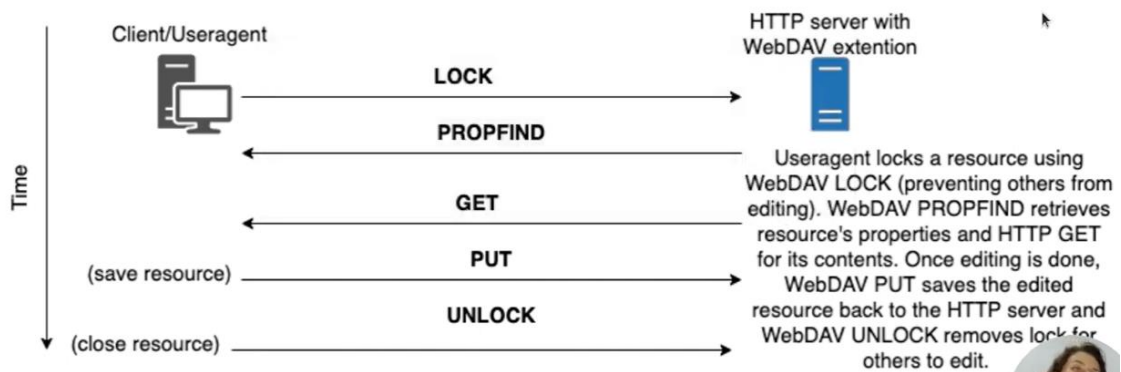 Client/Useragent
HTTP server with
WebDAV extention
LOCK
PROPFIND
GET
PUT
UNLOCK
Time
(save resource)
(close resource)
Useragent locks a resource using
WebDAV LOCK (preventing others from
editing). WebDAV PROPFIND retrieves
resource's properties and HTTP GET
for its contents. Once editing is done,
WebDAV PUT saves the edited
resource back to the HTTP server and
WebDAV UNLOCK removes lock for
others to edit.